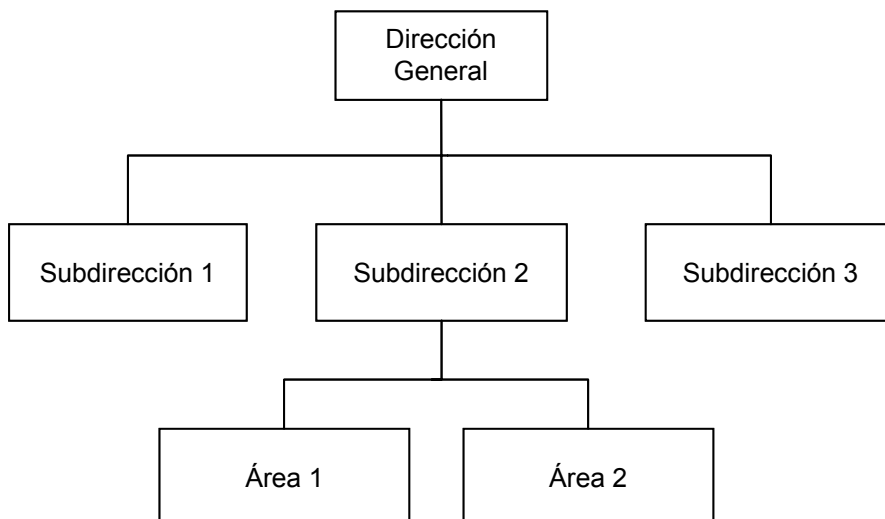 Dirección
General
Subdirección 1
Subdirección 2
Subdirección 3
Área 1
Área 2